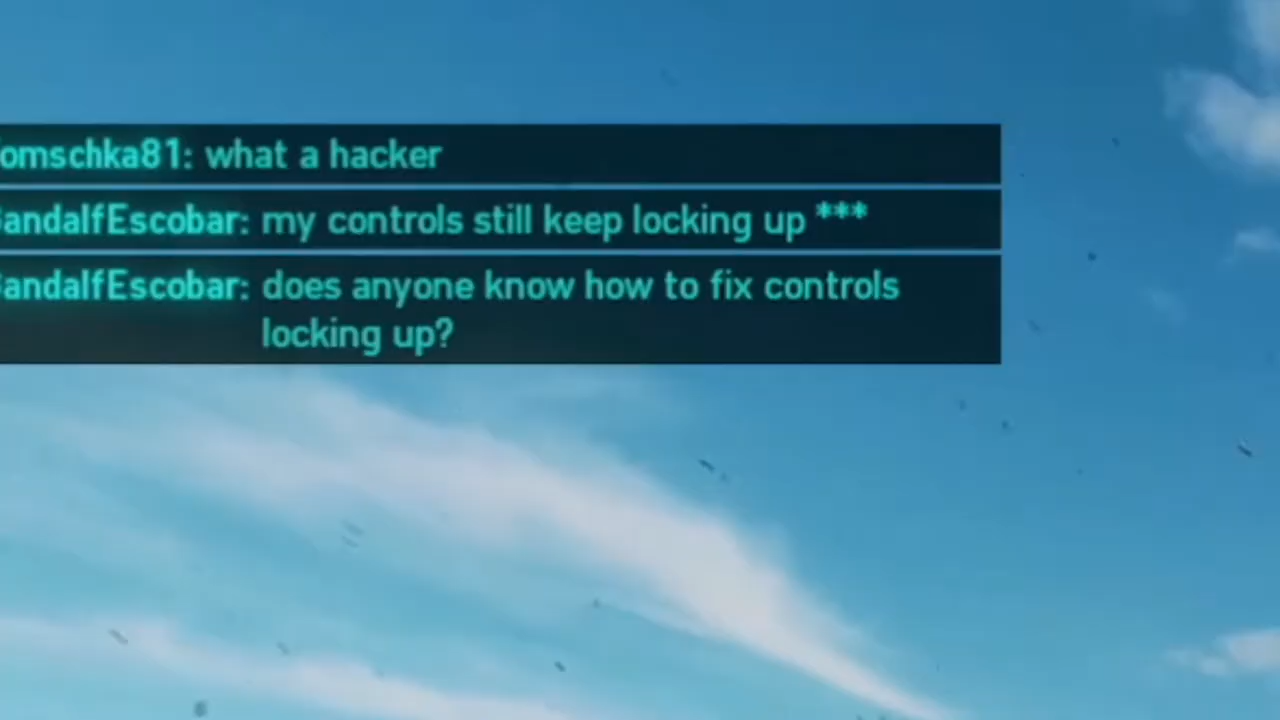 omschka81: what a hacker
andalfEscobar: my controls still keep locking up ***
andalfEscobar: does anyone know how to fix controls
locking up?